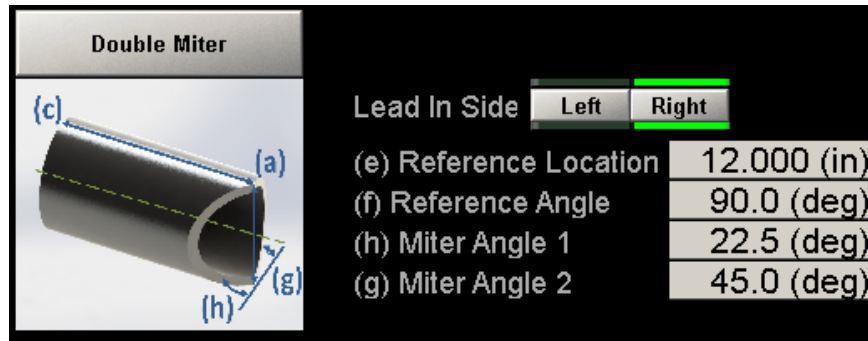 Double Miter
(c)
(a)
(g)
(h)
Lead In Side Left Right
(e) Reference Location 12.000 (in)
(f) Reference Angle 90.0 (deg)
(h) Miter Angle 1 22.5 (deg)
(g) Miter Angle 2 45.0 (deg)